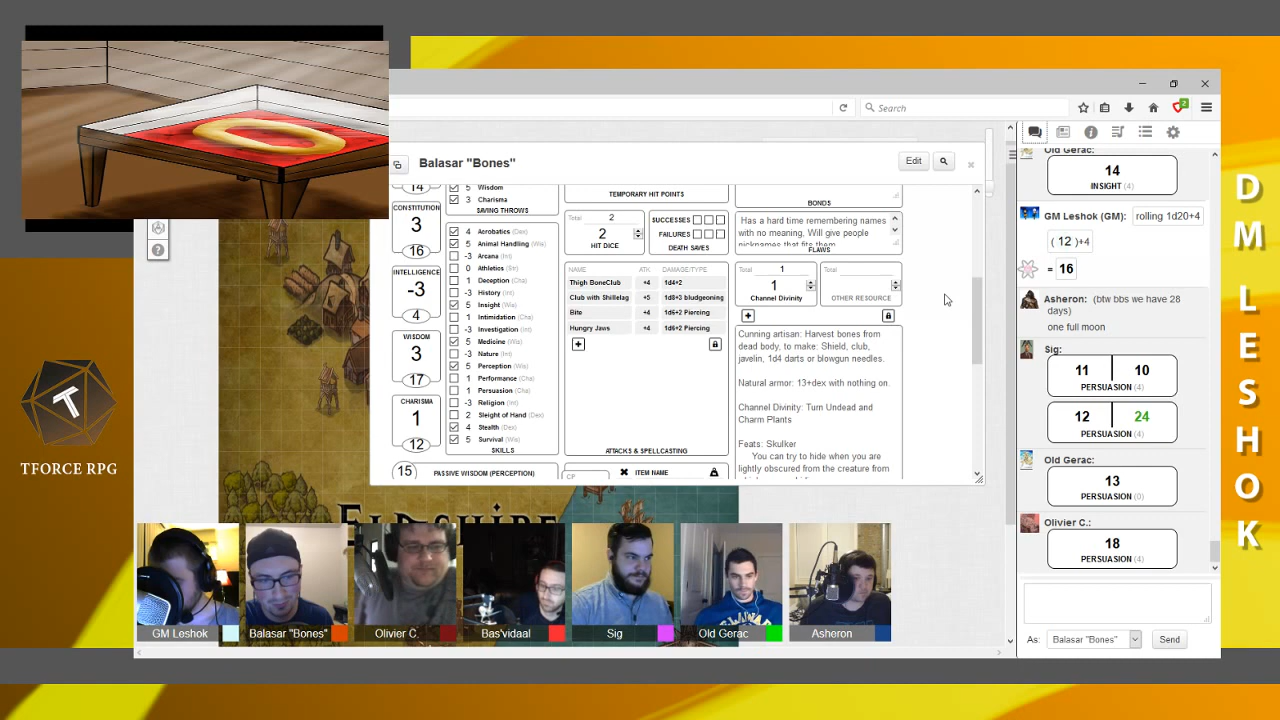 Search
2
Balasar "Bones"
Edit
14
CONSTITUTION
3
16
INTELLIGENCE
-3
4
WISDOM
3
17
CHARISMA
1
12
5 Wisdom
3 Charisma
SAVING THROWS
4 Acrobatics (Dex)
5 Animal Handling (Wis)
-3 Arcana (Int)
0 Athletics (Str)
1 Deception (Cha)
-3 History (Int)
5 Insight (Wis)
1 Intimidation (Cha)
-3 Investigation (Int)
5 Medicine (Wis)
-3 Nature (Int)
5 Perception (Wis)
1 Performance (Cha)
1 Persuasion (Cha)
-3 Religion (Int)
2 Sleight of Hand (Dex)
4 Stealth (Dex)
5 Survival (Wis)
SKILLS
15 PASSIVE WISDOM (PERCEPTION)
TEMPORARY HIT POINTS
Total 2
2
HIT DICE
SUCCESSES
FAILURES
DEATH SAVES
NAME ATK DAMAGE/TYPE
Thigh BoneClub +4 1d4+2
Club with Shillelag +5 1d8+3 bludgeoning
Bite +4 1d6+2 Piercing
Hungry Jaws +4 1d6+2 Piercing
ATTACKS & SPELLCASTING
CP
ITEM NAME
BONDS
Has a hard time remembering names
with no meaning. Will give people
nicknames that fits them
FLAWS
Total 1
1
Channel Divinity
Total
OTHER RESOURCE
Cunning artisan: Harvest bones from
dead body, to make: Shield, club,
javelin, 1d4 darts or blowgun needles.
Natural armor: 13+dex with nothing on.
Channel Divinity: Turn Undead and
Charm Plants
Feats: Skulker
You can try to hide when you are
lightly obscured from the creature from
Old Gerac:
14
INSIGHT (4)
GM Leshok (GM): rolling 1d20+4
( 12 )+4
= 16
Asheron: (btw bbs we have 28
days)
one full moon
Sig:
11 10
PERSUASION (4)
12 24
PERSUASION (4)
Old Gerac:
13
PERSUASION (0)
Olivier C.:
18
PERSUASION (4)
As: Balasar "Bones" Send
T
TFORCE RPG
ELDSHIRE
GM Leshok
Balasar "Bones"
Olivier C.
Bas'vidaal
Sig
Old Gerac
Asheron
DM LESHOK